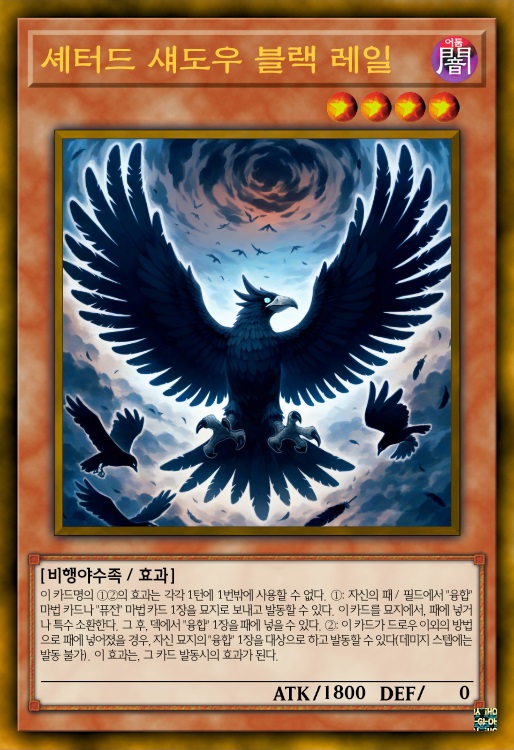 셰터드 섀도우 블랙 레일
어둠
闇
[비행야수족 / 효과]
이 카드명의 ①②의 효과는 각각 1턴에 1번밖에 사용할 수 없다. ①: 자신의 패 / 필드에서 "융합"
마법 카드나 "퓨전" 마법 카드 1장을 묘지로 보내고 발동할 수 있다. 이 카드를 묘지에서, 패에 넣거
나 특수 소환한다. 그 후, 덱에서 "융합" 1장을 패에 넣을 수 있다. ②: 이 카드가 드로우 이외의 방법
으로 패에 넣어졌을 경우, 자신 묘지의 "융합" 1장을 대상으로 하고 발동할 수 있다(데미지 스텝에는
발동 불가). 이 효과는, 그 카드 발동시의 효과가 된다.
ATK/1800 DEF/ 0